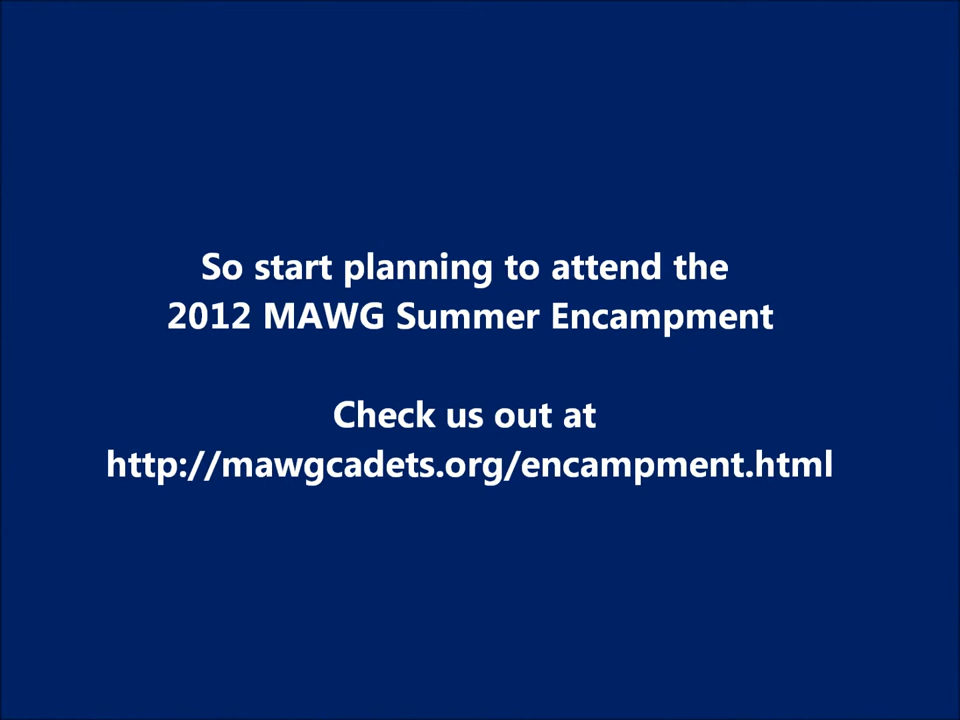 So start planning to attend the
2012 MAWG Summer Encampment
Check us out at
http://mawgcadets.org/encampment.html